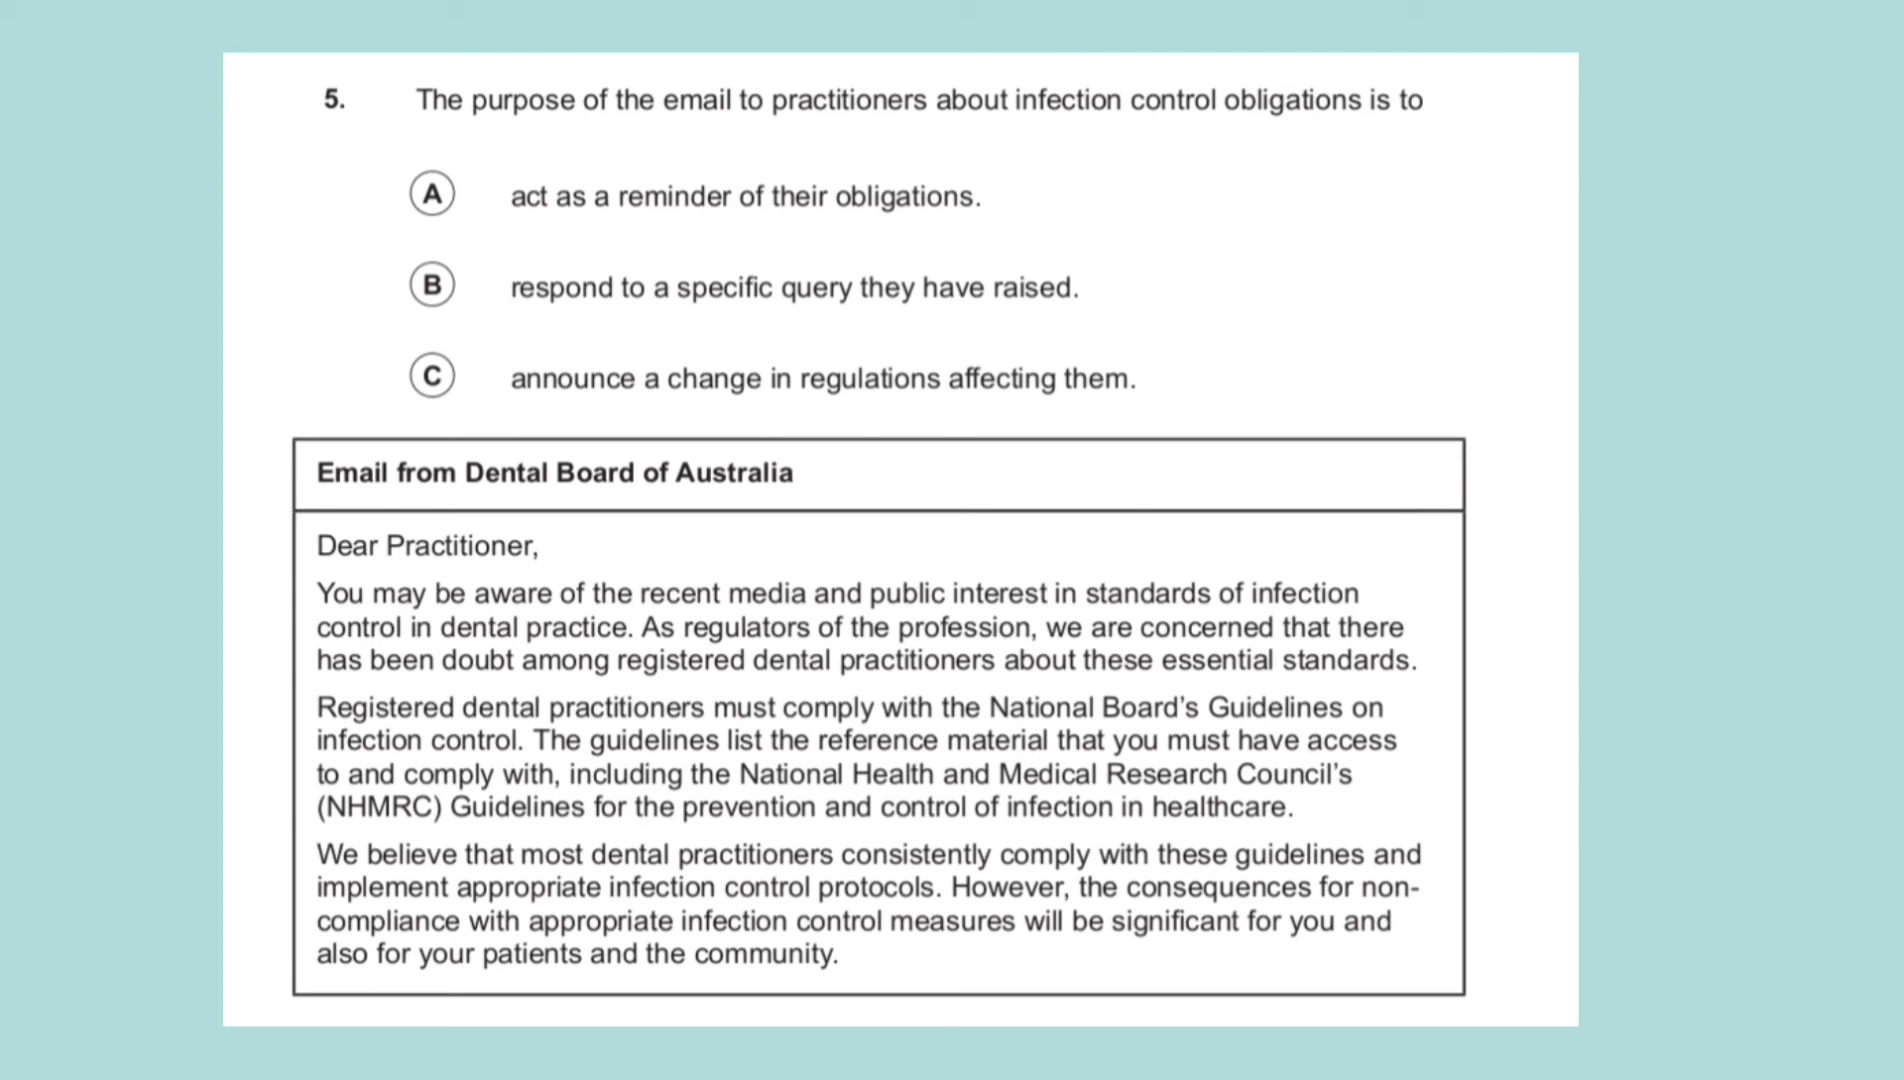 5. The purpose of the email to practitioners about infection control obligations is to
A act as a reminder of their obligations.
B respond to a specific query they have raised.
C announce a change in regulations affecting them.
Email from Dental Board of Australia
Dear Practitioner,
You may be aware of the recent media and public interest in standards of infection
control in dental practice. As regulators of the profession, we are concerned that there
has been doubt among registered dental practitioners about these essential standards.
Registered dental practitioners must comply with the National Board's Guidelines on
infection control. The guidelines list the reference material that you must have access
to and comply with, including the National Health and Medical Research Council's
(NHMRC) Guidelines for the prevention and control of infection in healthcare.
We believe that most dental practitioners consistently comply with these guidelines and
implement appropriate infection control protocols. However, the consequences for non-
compliance with appropriate infection control measures will be significant for you and
also for your patients and the community.